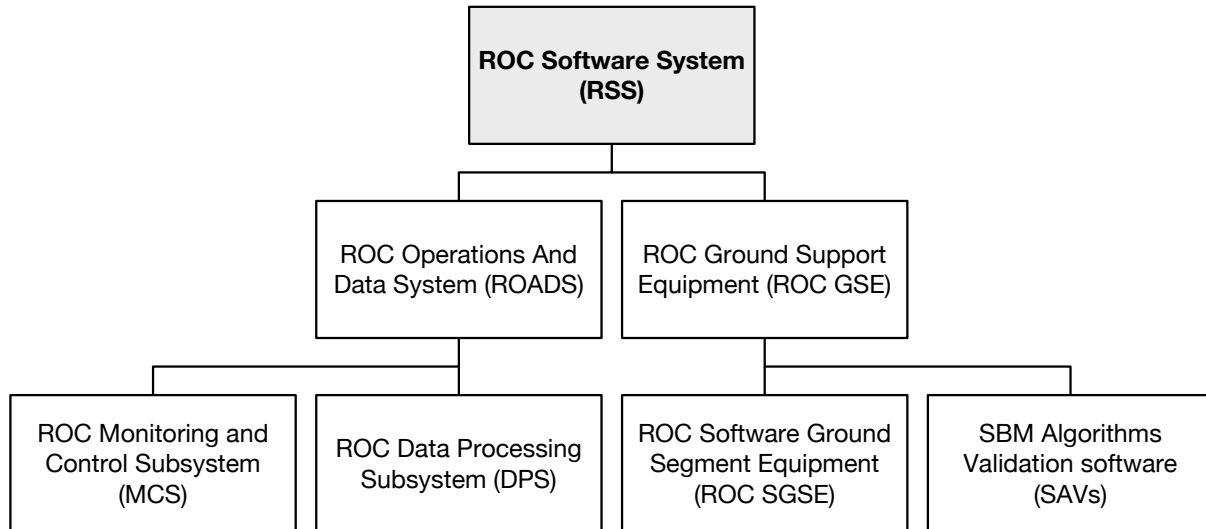 ROC Software System
(RSS)
ROC Operations And
Data System (ROADS)
ROC Ground Support
Equipment (ROC GSE)
ROC Monitoring and
Control Subsystem
(MCS)
ROC Data Processing
Subsystem (DPS)
ROC Software Ground
Segment Equipment
(ROC SGSE)
SBM Algorithms
Validation software
(SAVs)